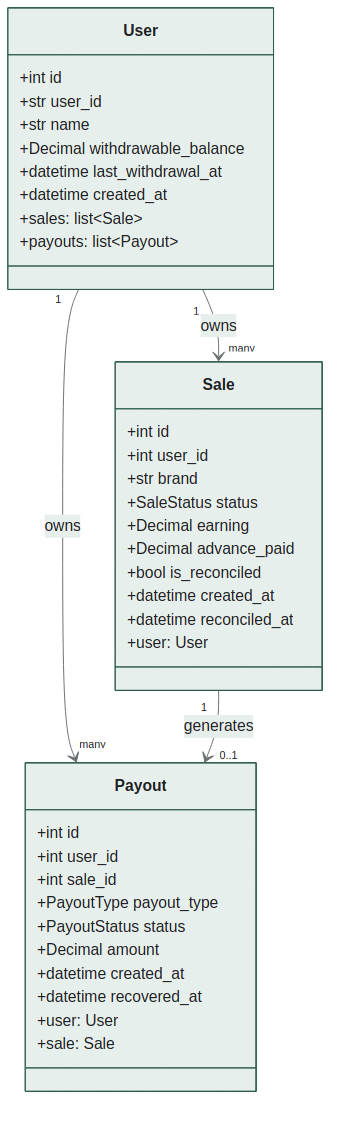 User
+int id
+str user_id
+str name
+Decimal withdrawable_balance
+datetime last_withdrawal_at
+datetime created_at
+sales: list<Sale>
+payouts: list<Payout>
1
1
owns
many
Sale
+int id
+int user_id
+str brand
+SaleStatus status
+Decimal earning
+Decimal advance_paid
+bool is_reconciled
+datetime created_at
+datetime reconciled_at
+user: User
owns
1
generates
many
0..1
Payout
+int id
+int user_id
+int sale_id
+PayoutType payout_type
+PayoutStatus status
+Decimal amount
+datetime created_at
+datetime recovered_at
+user: User
+sale: Sale